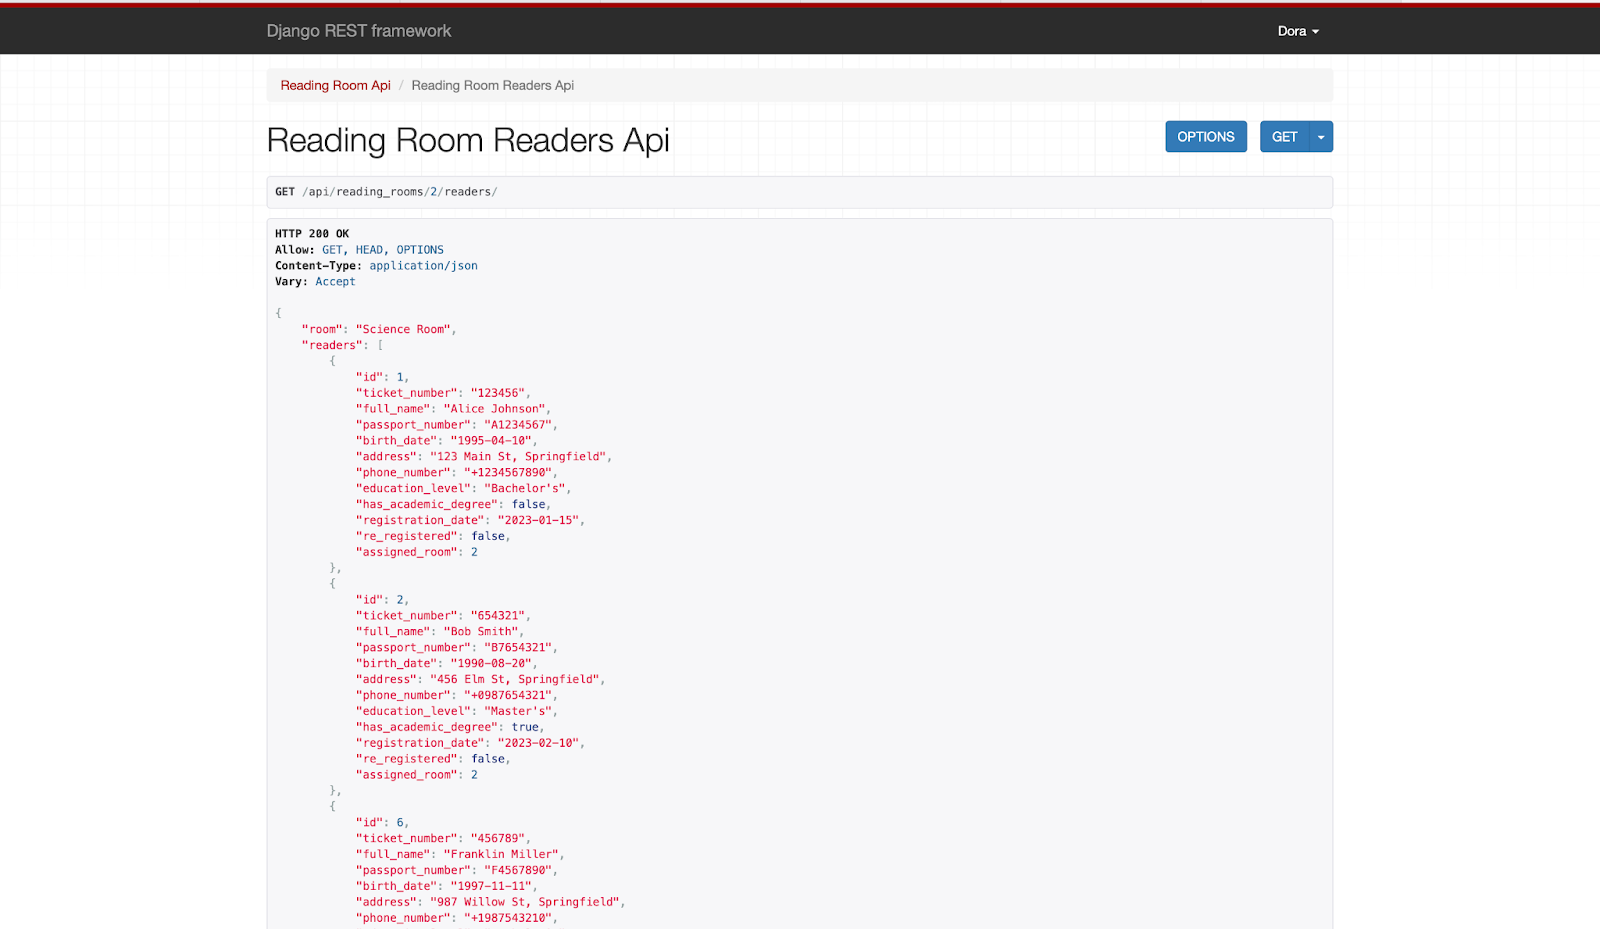 Django REST framework
Dora
Reading Room Api / Reading Room Readers Api
Reading Room Readers Api
OPTIONS
GET
GET /api/reading_rooms/2/readers/
HTTP 200 OK
Allow: GET, HEAD, OPTIONS
Content-Type: application/json
Vary: Accept
{
"room": "Science Room",
"readers": [
{
"id": 1,
"ticket_number": "123456",
"full_name": "Alice Johnson",
"passport_number": "A1234567",
"birth_date": "1995-04-10",
"address": "123 Main St, Springfield",
"phone_number": "+1234567890",
"education_level": "Bachelor's",
"has_academic_degree": false,
"registration_date": "2023-01-15",
"re_registered": false,
"assigned_room": 2
},
{
"id": 2,
"ticket_number": "654321",
"full_name": "Bob Smith",
"passport_number": "B7654321",
"birth_date": "1990-08-20",
"address": "456 Elm St, Springfield",
"phone_number": "+0987654321",
"education_level": "Master's",
"has_academic_degree": true,
"registration_date": "2023-02-10",
"re_registered": false,
"assigned_room": 2
},
{
"id": 6,
"ticket_number": "456789",
"full_name": "Franklin Miller",
"passport_number": "F4567890",
"birth_date": "1997-11-11",
"address": "987 Willow St, Springfield",
"phone_number": "+1987543210",